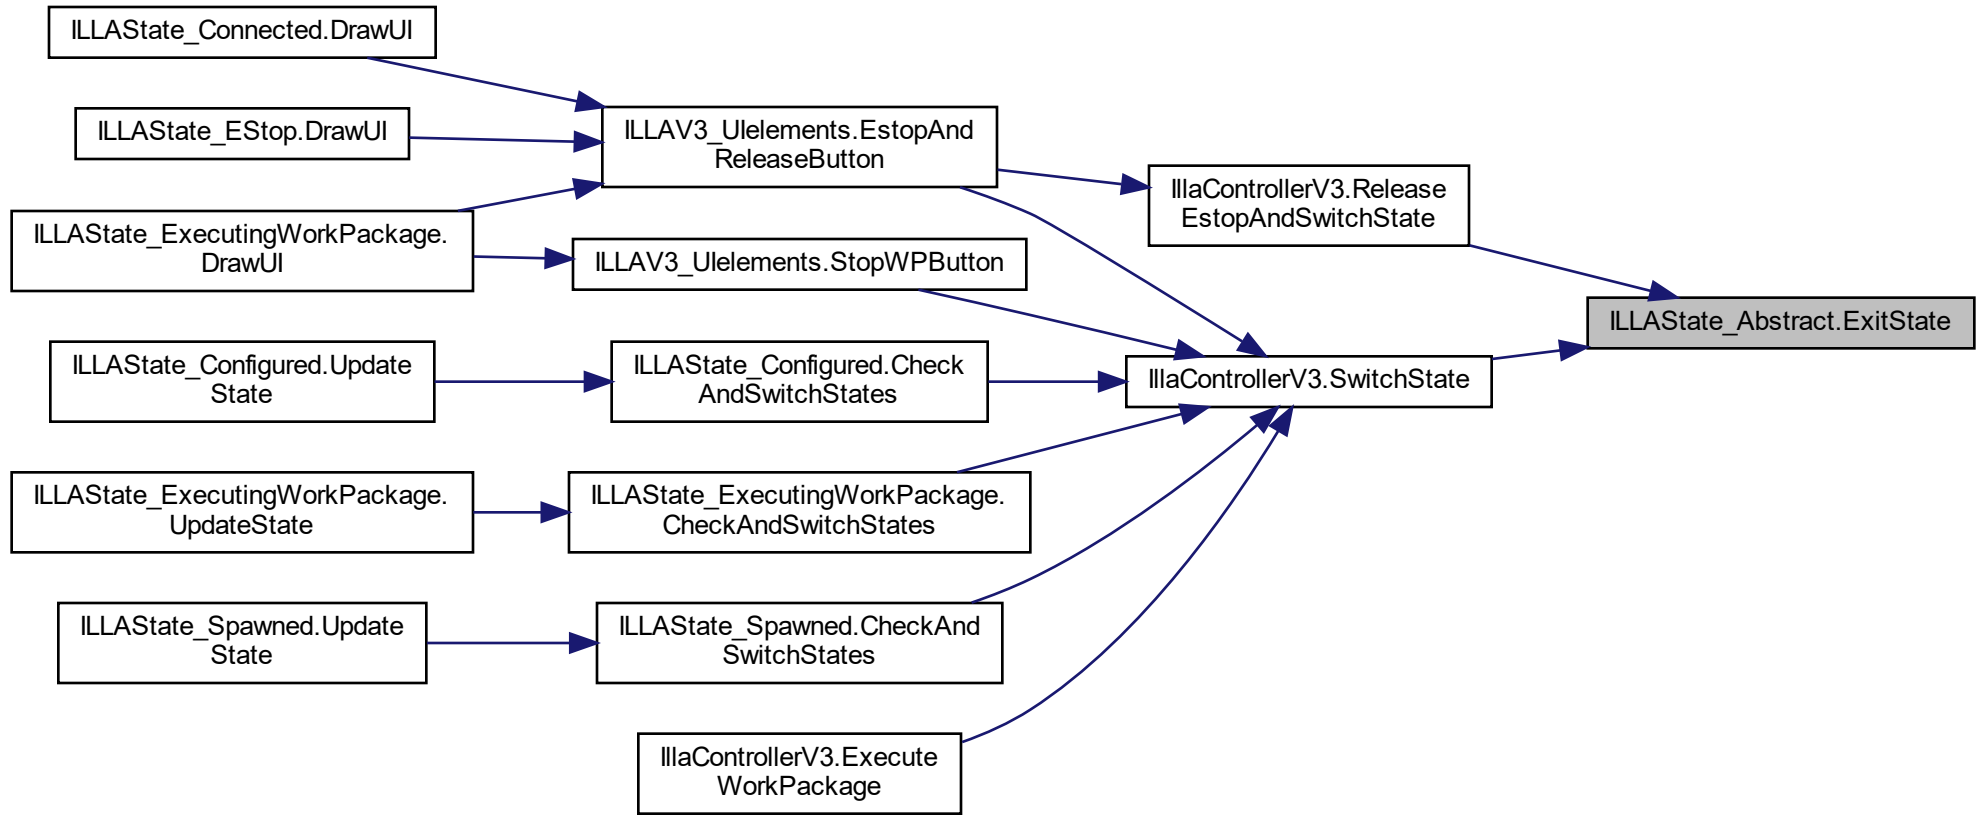 ILLAState_Connected.DrawUI
ILLAState_EStop.DrawUI
ILLAState_ExecutingWorkPackage.
DrawUI
ILLAState_Configured.Update
State
ILLAState_ExecutingWorkPackage.
UpdateState
ILLAState_Spawned.Update
State
ILLAV3_UIelements.EstopAnd
ReleaseButton
ILLAV3_UIelements.StopWPButton
ILLAState_Configured.Check
AndSwitchStates
ILLAState_ExecutingWorkPackage.
CheckAndSwitchStates
ILLAState_Spawned.CheckAnd
SwitchStates
IllaControllerV3.Execute
WorkPackage
IllaControllerV3.Release
EstopAndSwitchState
IllaControllerV3.SwitchState
ILLAState_Abstract.ExitState